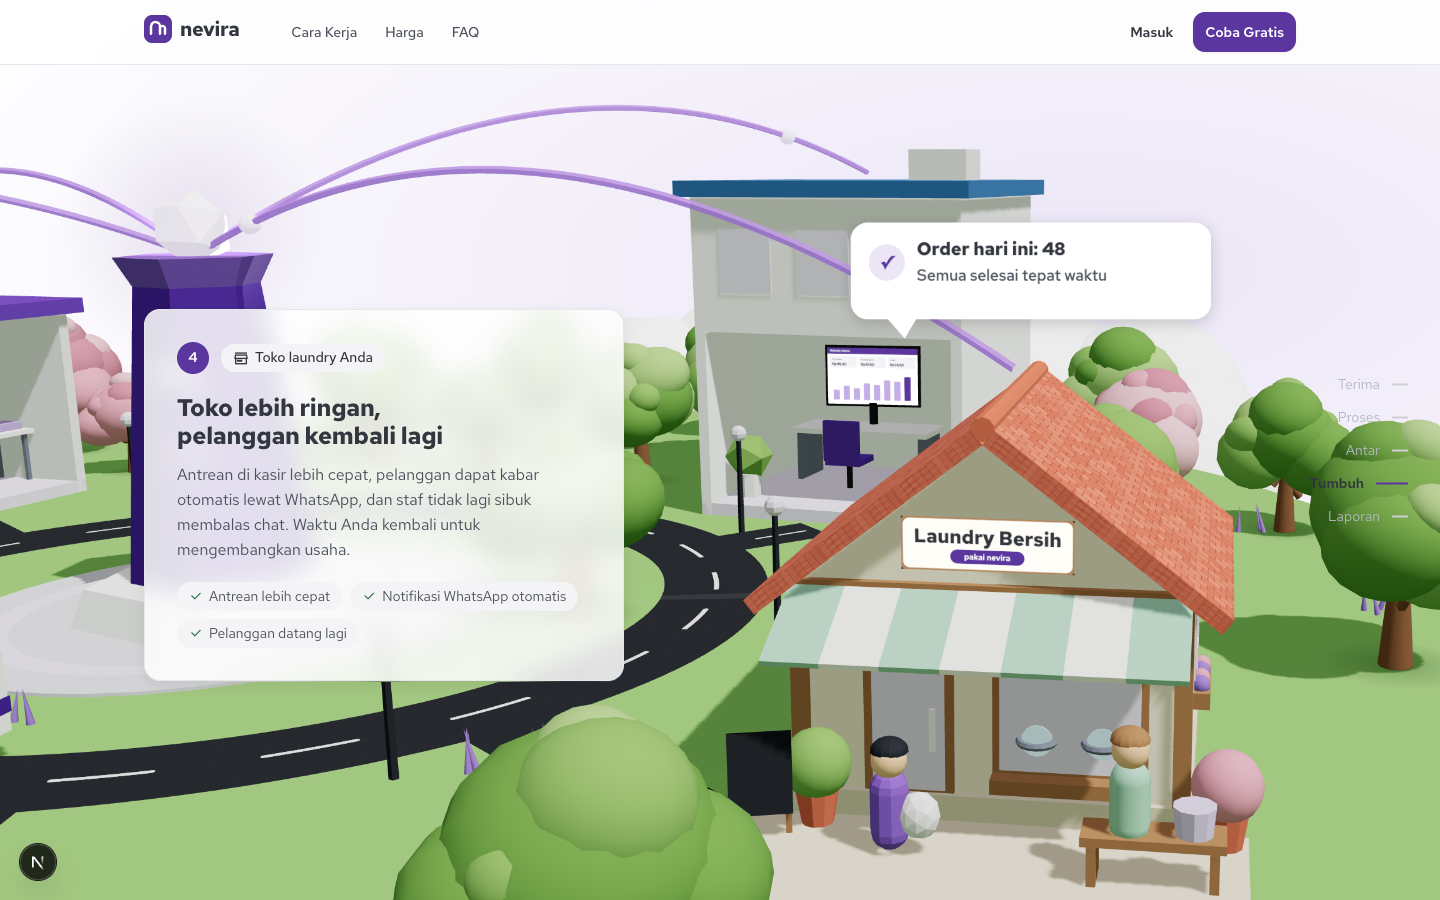 nevira
Cara Kerja
Harga
FAQ
Masuk
Coba Gratis
Order hari ini: 48
Semua selesai tepat waktu
4
Toko laundry Anda
Toko lebih ringan,
pelanggan kembali lagi
Antrean di kasir lebih cepat, pelanggan dapat kabar
otomatis lewat WhatsApp, dan staf tidak lagi sibuk
membalas chat. Waktu Anda kembali untuk
mengembangkan usaha.
Antrean lebih cepat
Notifikasi WhatsApp otomatis
Pelanggan datang lagi
Terima
Proses
Antar
Tumbuh
Laporan
Laundry Bersih
pakai nevira
N